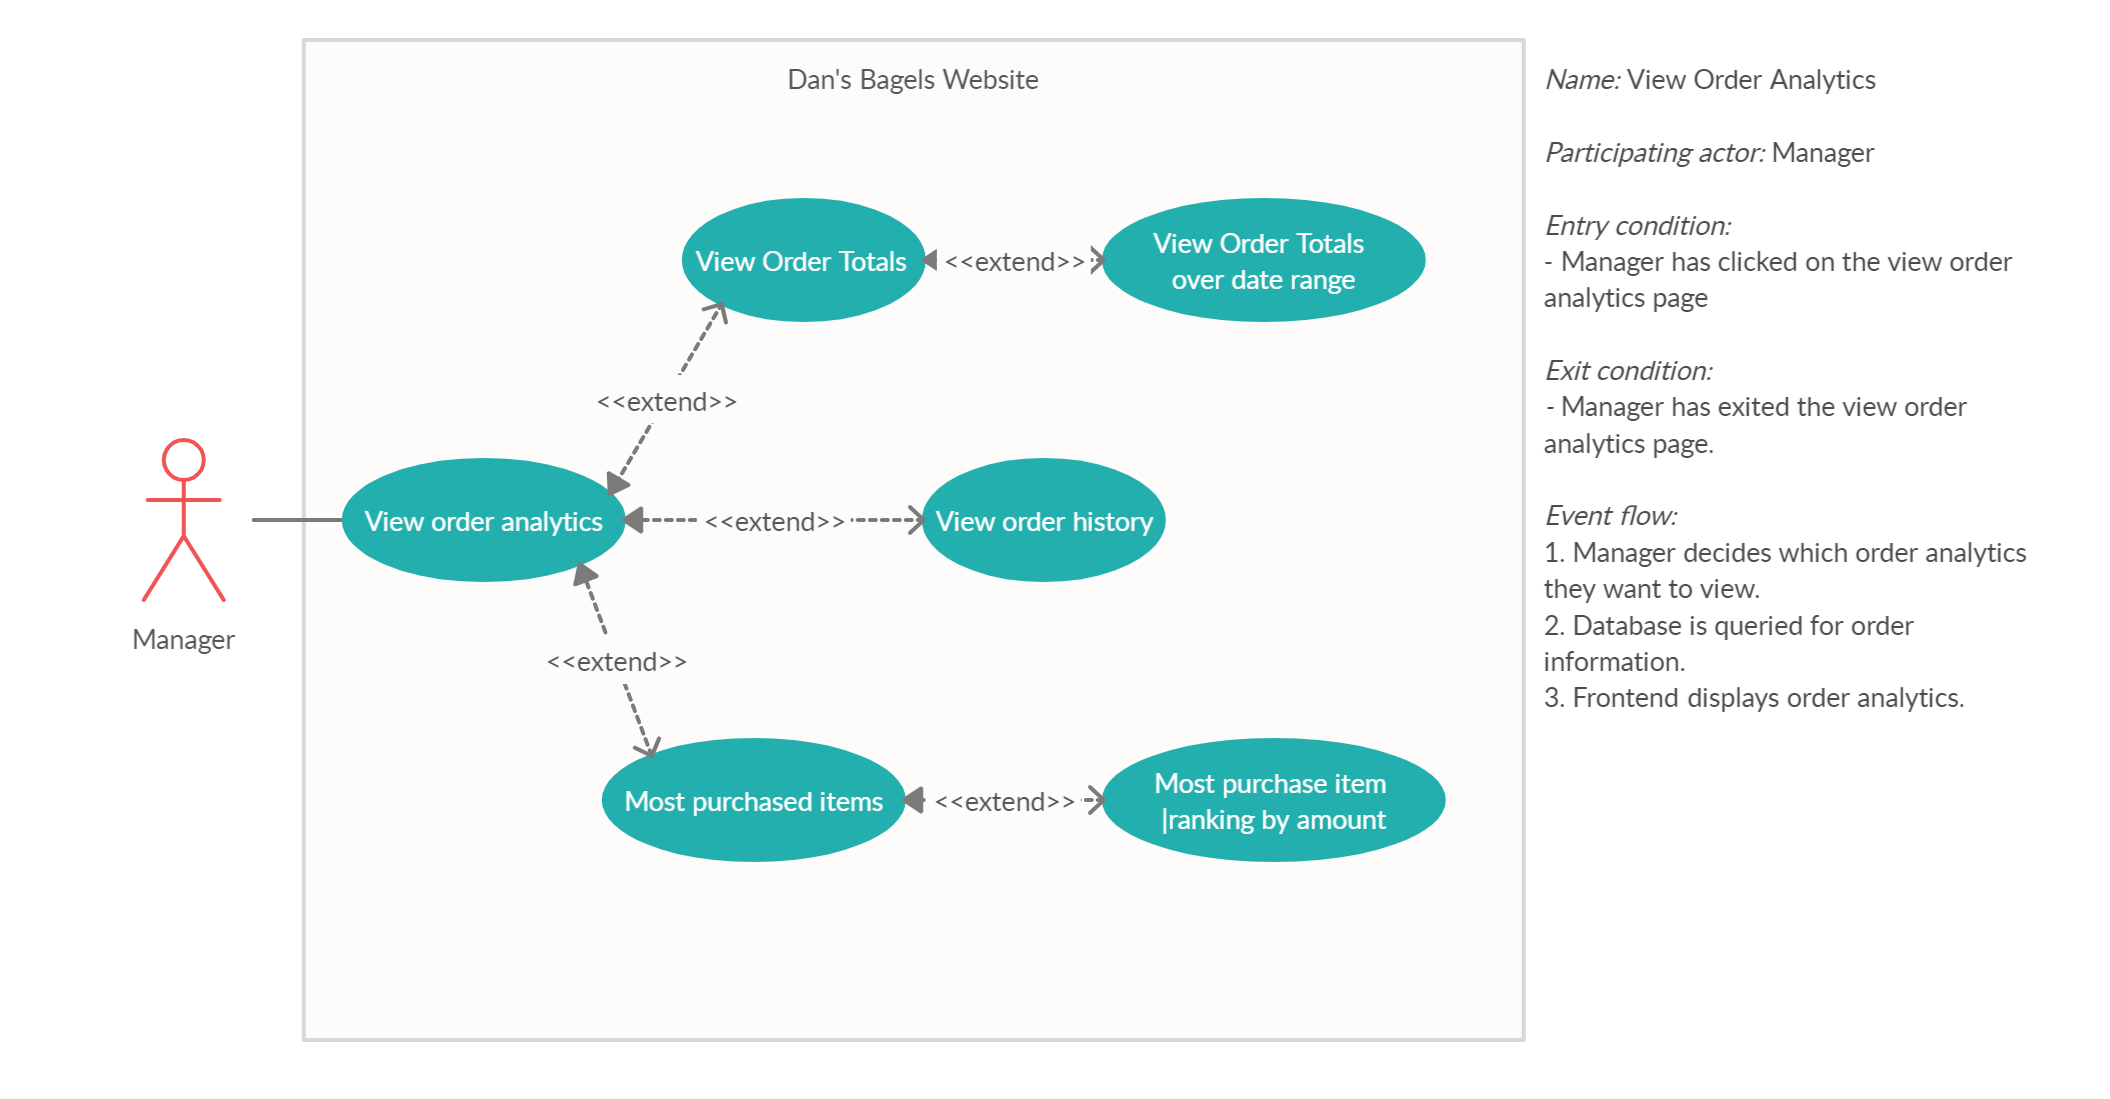 Dan's Bagels Website
View Order Totals
<<extend>>
View Order Totals
over date range
<<extend>>
View order analytics
<<extend>>
View order history
Manager
<<extend>>
Most purchased items
<<extend>>
Most purchase item
|ranking by amount
Name: View Order Analytics
Participating actor: Manager
Entry condition:
- Manager has clicked on the view order
analytics page
Exit condition:
- Manager has exited the view order
analytics page.
Event flow:
1. Manager decides which order analytics
they want to view.
2. Database is queried for order
information.
3. Frontend displays order analytics.